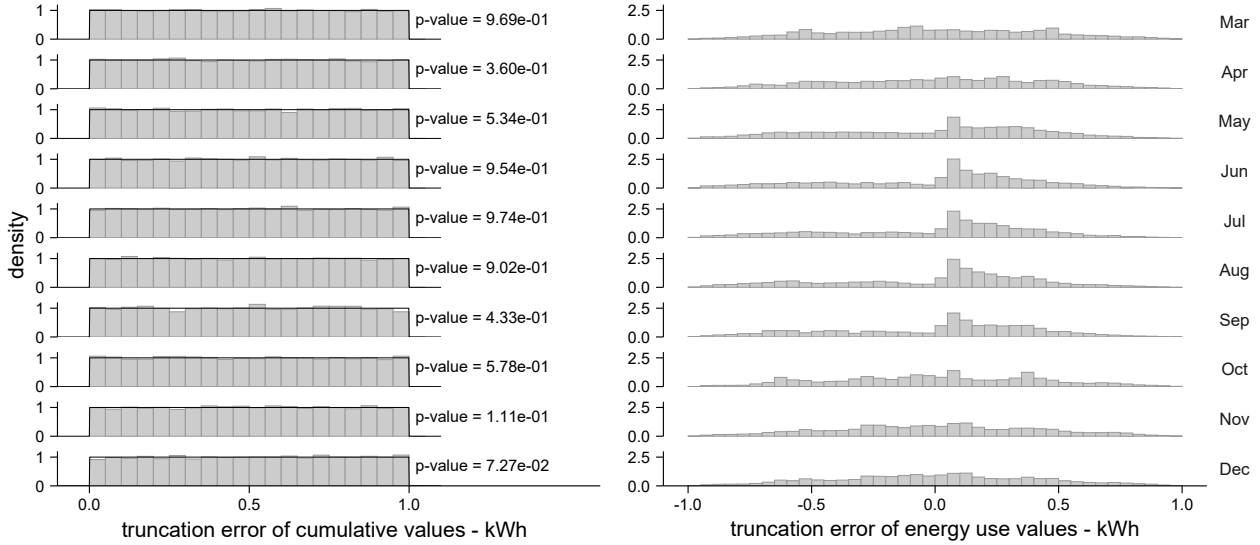 1 p-value = 9.69e-01 2.5 Mar
0 0.0
1 p-value = 3.60e-01 2.5 Apr
0 0.0
1 p-value = 5.34e-01 2.5 May
0 0.0
1 p-value = 9.54e-01 2.5 Jun
0 0.0
1 p-value = 9.74e-01 2.5 Jul
0 0.0
density
1 p-value = 9.02e-01 2.5 Aug
0 0.0
1 p-value = 4.33e-01 2.5 Sep
0 0.0
1 p-value = 5.78e-01 2.5 Oct
0 0.0
1 p-value = 1.11e-01 2.5 Nov
0 0.0
1 p-value = 7.27e-02 2.5 Dec
0 0.0
0.0 0.5 1.0 -1.0 -0.5 0.0 0.5 1.0
truncation error of cumulative values - kWh truncation error of energy use values - kWh